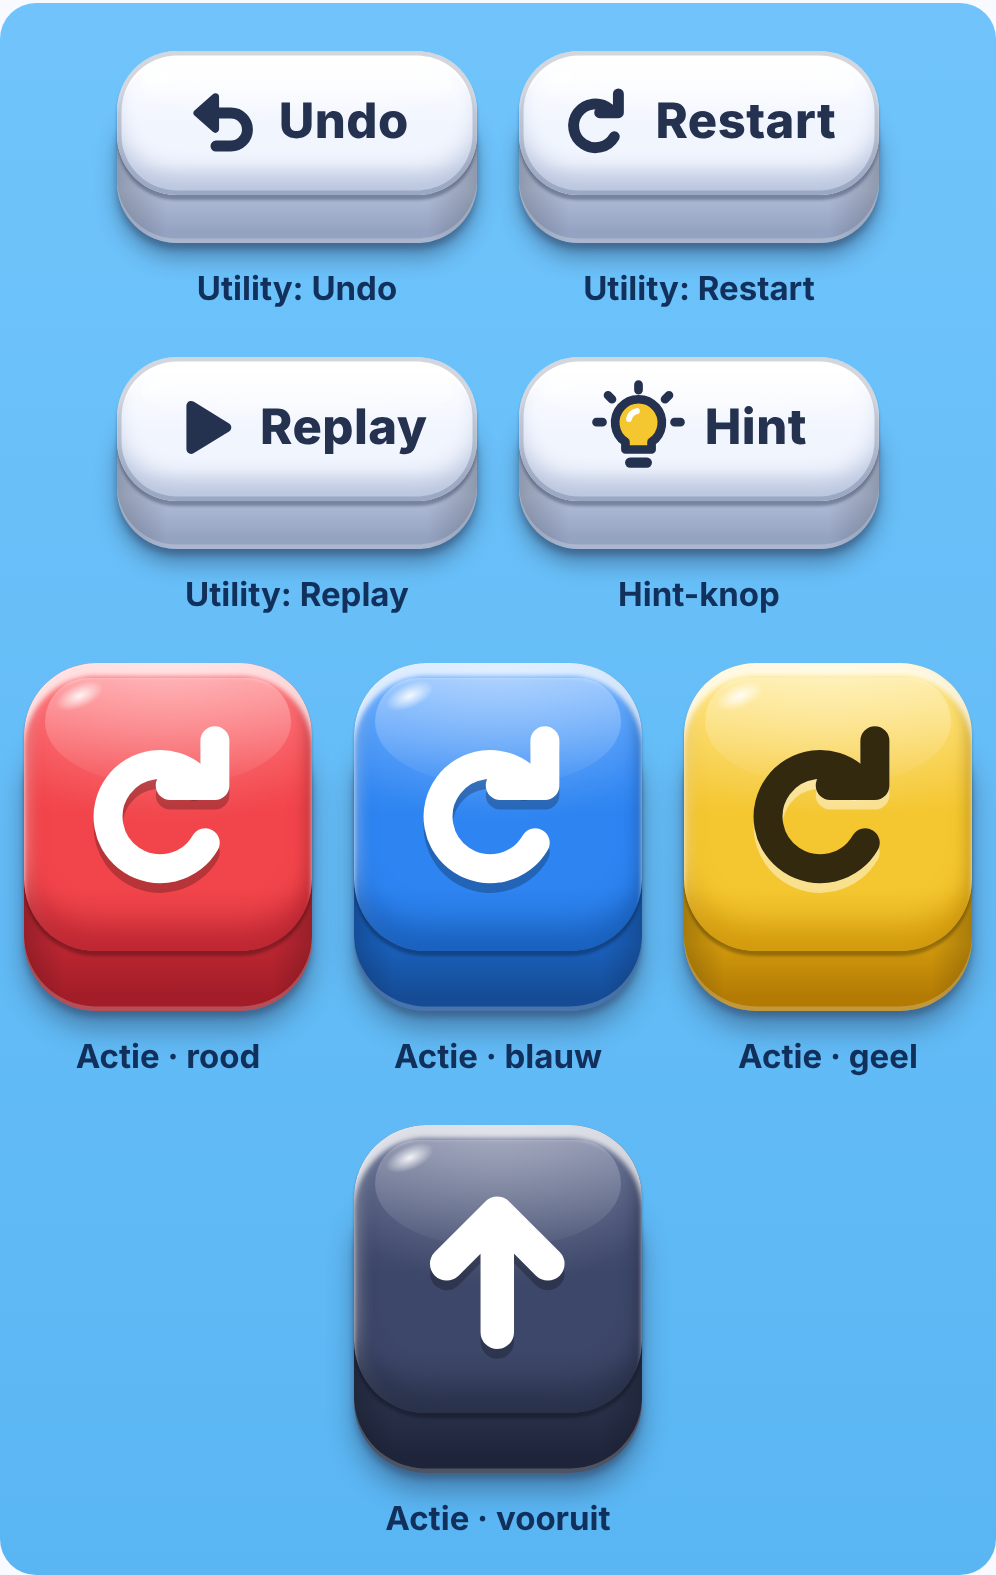 Undo
Restart
Utility: Undo
Utility: Restart
Replay
Hint
Utility: Replay
Hint-knop
Actie · rood
Actie · blauw
Actie · geel
Actie · vooruit